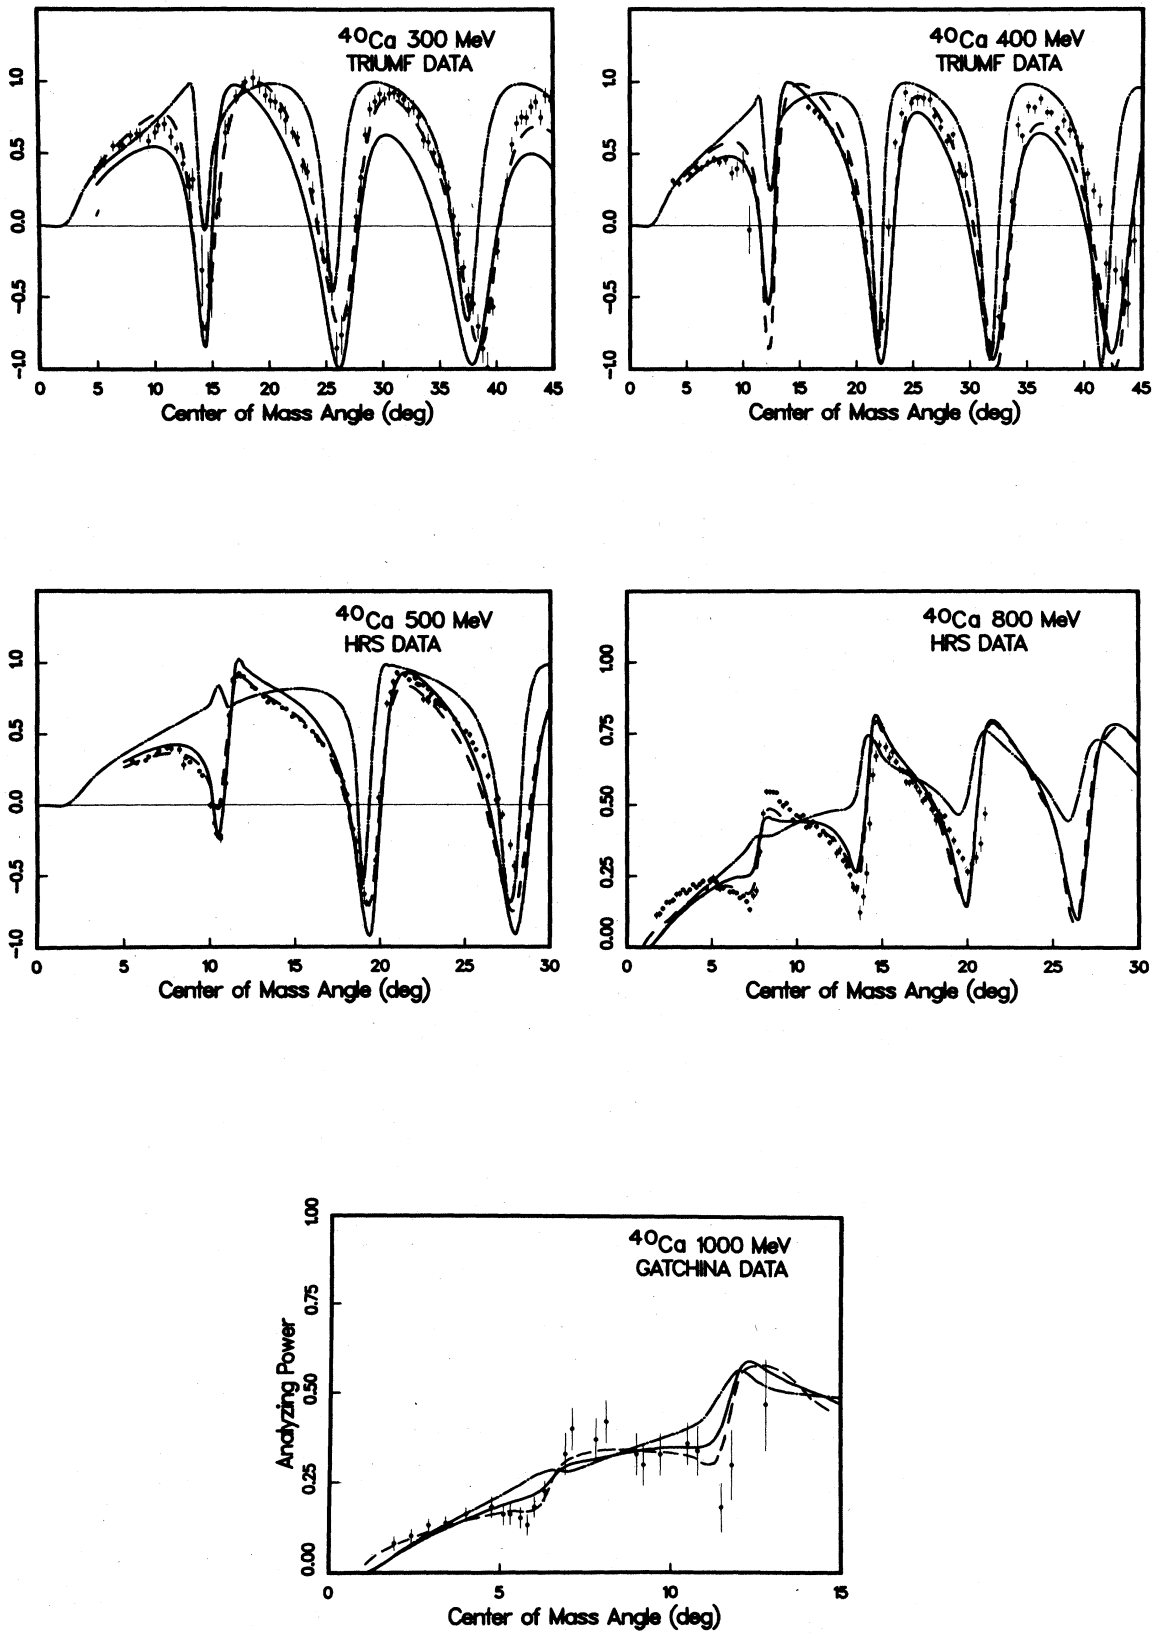 40Ca 300 MeV
TRIUMF DATA
1.0
0.5
0.0
-0.5
-1.0
0 5 10 15 20 25 30 35 40 45
Center of Mass Angle (deg)
40Ca 400 MeV
TRIUMF DATA
1.0
0.5
0.0
-0.5
-1.0
0 5 10 15 20 25 30 35 40 45
Center of Mass Angle (deg)
40Ca 500 MeV
HRS DATA
1.0
0.5
0.0
-0.5
-1.0
0 5 10 15 20 25 30
Center of Mass Angle (deg)
40Ca 800 MeV
HRS DATA
1.00
0.75
0.50
0.25
0.00
0 5 10 15 20 25 30
Center of Mass Angle (deg)
40Ca 1000 MeV
GATCHINA DATA
1.00
0.75
0.50
0.25
0.00
Analyzing Power
0 5 10 15
Center of Mass Angle (deg)